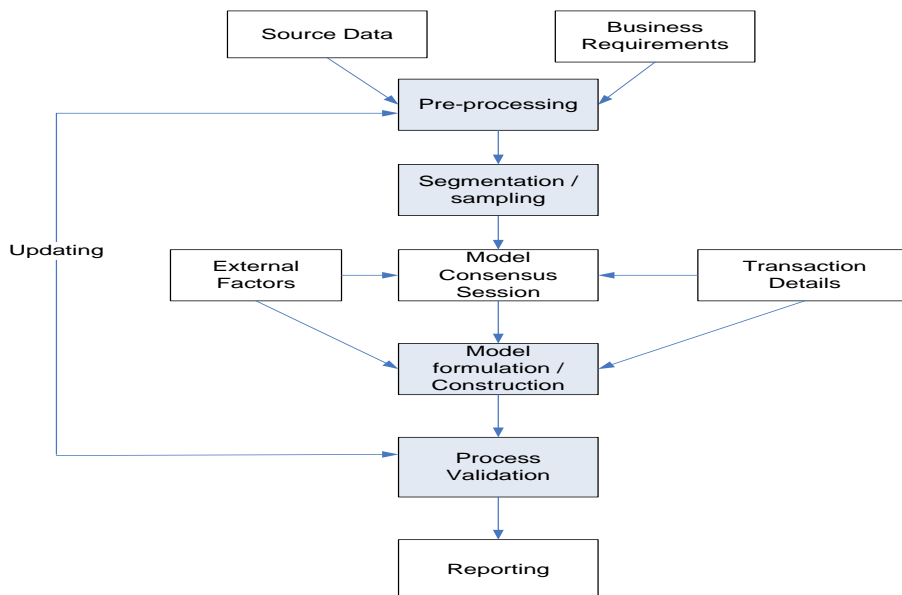 Source Data
Business
Requirements
Pre-processing
Segmentation /
sampling
Updating
External
Factors
Model
Consensus
Session
Transaction
Details
Model
formulation /
Construction
Process
Validation
Reporting